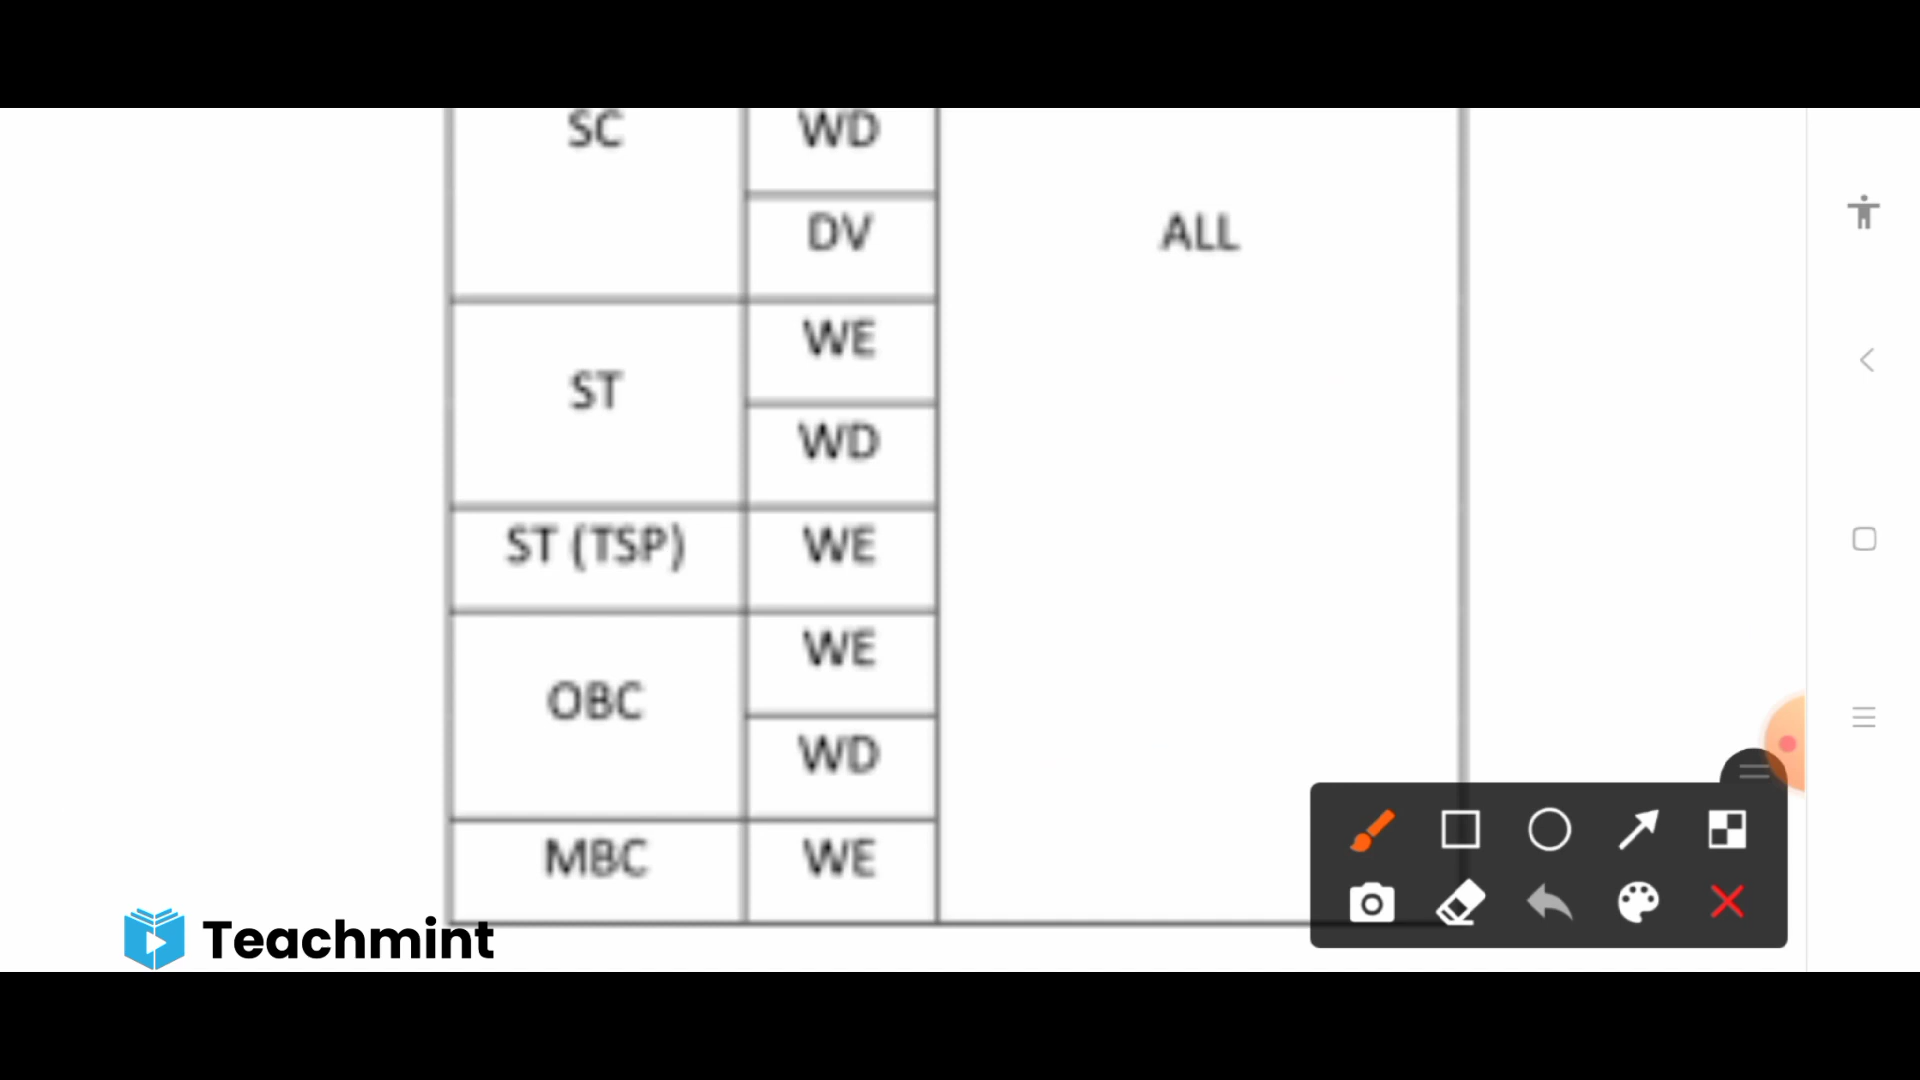 SC WD
DV ALL
WE
ST
WD
ST (TSP) WE
WE
OBC
WD
MBC WE
Teachmint